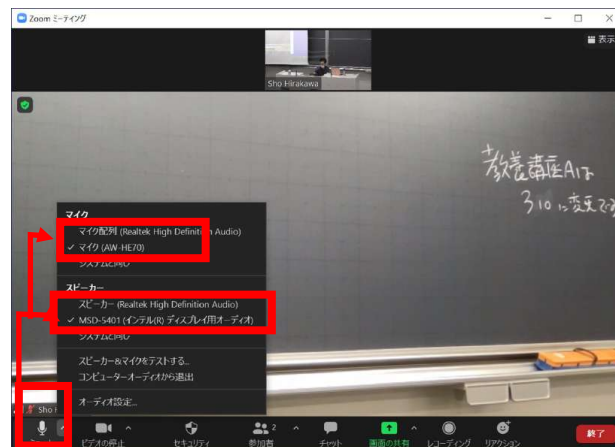 Zoom ミーティング
表示
Sho Hirakawa
教養講座A1は
310に変更です
マイク
マイク配列 (Realtek High Definition Audio)
✓ マイク (AW-HE70)
システムと同じ
スピーカー
スピーカー (Realtek High Definition Audio)
✓ MSD-5401 (インテル(R) ディスプレイ用オーディオ)
システムと同じ
スピーカー&マイクをテストする...
コンピューターオーディオから退出
オーディオ設定...
Sho
ビデオの停止
セキュリティ
2
参加者
チャット
画面の共有
レコーディング
リアクション
終了